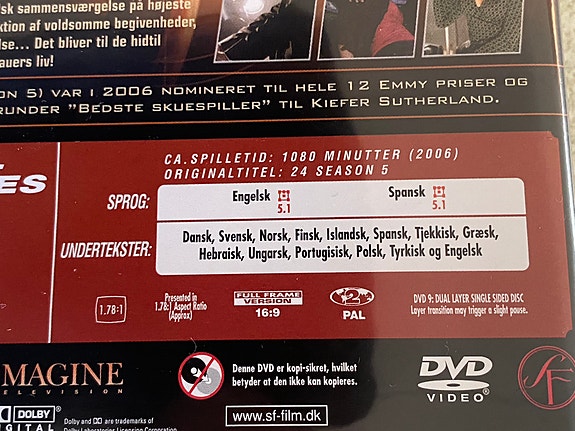 sk sammensværgelse på højeste
ktion af voldsomme begivenheder,
lse... Det bliver til de hidtil
auers liv!
ON 5) VAR I 2006 NOMINERET TIL HELE 12 EMMY PRISER OG
RUNDER "BEDSTE SKUESPILLER" TIL KIEFER SUTHERLAND.
ES
CA.SPILLETID: 1080 MINUTTER (2006)
ORIGINALTITEL: 24 SEASON 5
SPROG:
Engelsk 5.1
Spansk 5.1
UNDERTEKSTER:
Dansk, Svensk, Norsk, Finsk, Islandsk, Spansk, Tjekkisk, Græsk,
Hebraisk, Ungarsk, Portugisisk, Polsk, Tyrkisk og Engelsk
1.78:1
Presented in
1.78:1 Aspect Ratio
(Approx)
FULL FRAME
VERSION
16:9
2
PAL
DVD 9: DUAL LAYER SINGLE SIDED DISC
Layer transition may trigger a slight pause.
MAGINE
TELEVISION
Denne DVD er kopi-sikret, hvilket
betyder at den ikke kan kopieres.
DVD
VIDEO
SF
DOLBY
DIGITAL
Dolby and DD are trademarks of
Dolby Laboratories Licensing Corporation
www.sf-film.dk